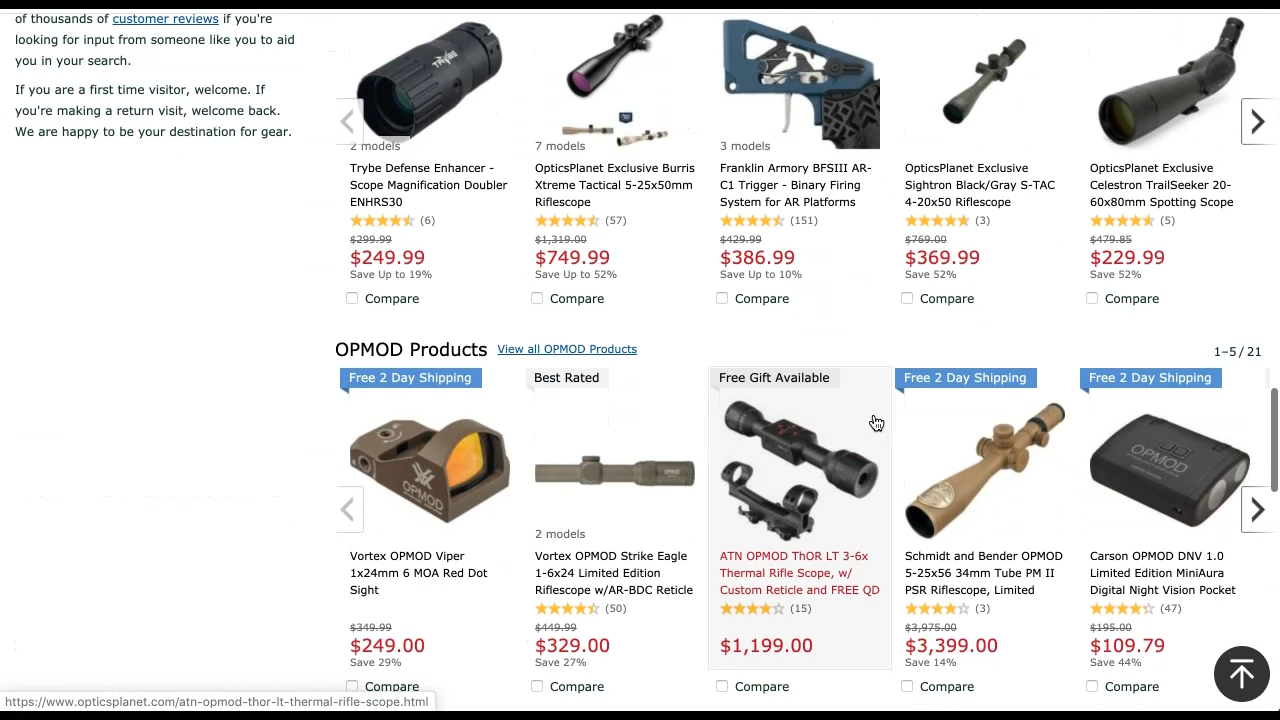 of thousands of customer reviews if you're
looking for input from someone like you to aid
you in your search.
If you are a first time visitor, welcome. If
you're making a return visit, welcome back.
We are happy to be your destination for gear.
TRYBE
2 models
7 models
3 models
Trybe Defense Enhancer -
Scope Magnification Doubler
ENHRS30
OpticsPlanet Exclusive Burris
Xtreme Tactical 5-25x50mm
Riflescope
Franklin Armory BFSIII AR-
C1 Trigger - Binary Firing
System for AR Platforms
OpticsPlanet Exclusive
Sightron Black/Gray S-TAC
4-20x50 Riflescope
OpticsPlanet Exclusive
Celestron TrailSeeker 20-
60x80mm Spotting Scope
(6)
(57)
(151)
(3)
(5)
$299.99
$1,319.00
$429.99
$769.00
$479.85
$249.99
$749.99
$386.99
$369.99
$229.99
Save Up to 19%
Save Up to 52%
Save Up to 10%
Save 52%
Save 52%
Compare
Compare
Compare
Compare
Compare
OPMOD Products View all OPMOD Products
1–5 / 21
Free 2 Day Shipping
Best Rated
Free Gift Available
Free 2 Day Shipping
Free 2 Day Shipping
OPMOD
OPMOD
2 models
Vortex OPMOD Viper
1x24mm 6 MOA Red Dot
Sight
Vortex OPMOD Strike Eagle
1-6x24 Limited Edition
Riflescope w/AR-BDC Reticle
ATN OPMOD ThOR LT 3-6x
Thermal Rifle Scope, w/
Custom Reticle and FREE QD
Schmidt and Bender OPMOD
5-25x56 34mm Tube PM II
PSR Riflescope, Limited
Carson OPMOD DNV 1.0
Limited Edition MiniAura
Digital Night Vision Pocket
(50)
(15)
(3)
(47)
$349.99
$449.99
$3,975.00
$195.00
$249.00
$329.00
$1,199.00
$3,399.00
$109.79
Save 29%
Save 27%
Save 14%
Save 44%
Compare
Compare
Compare
Compare
Compare
https://www.opticsplanet.com/atn-opmod-thor-lt-thermal-rifle-scope.html